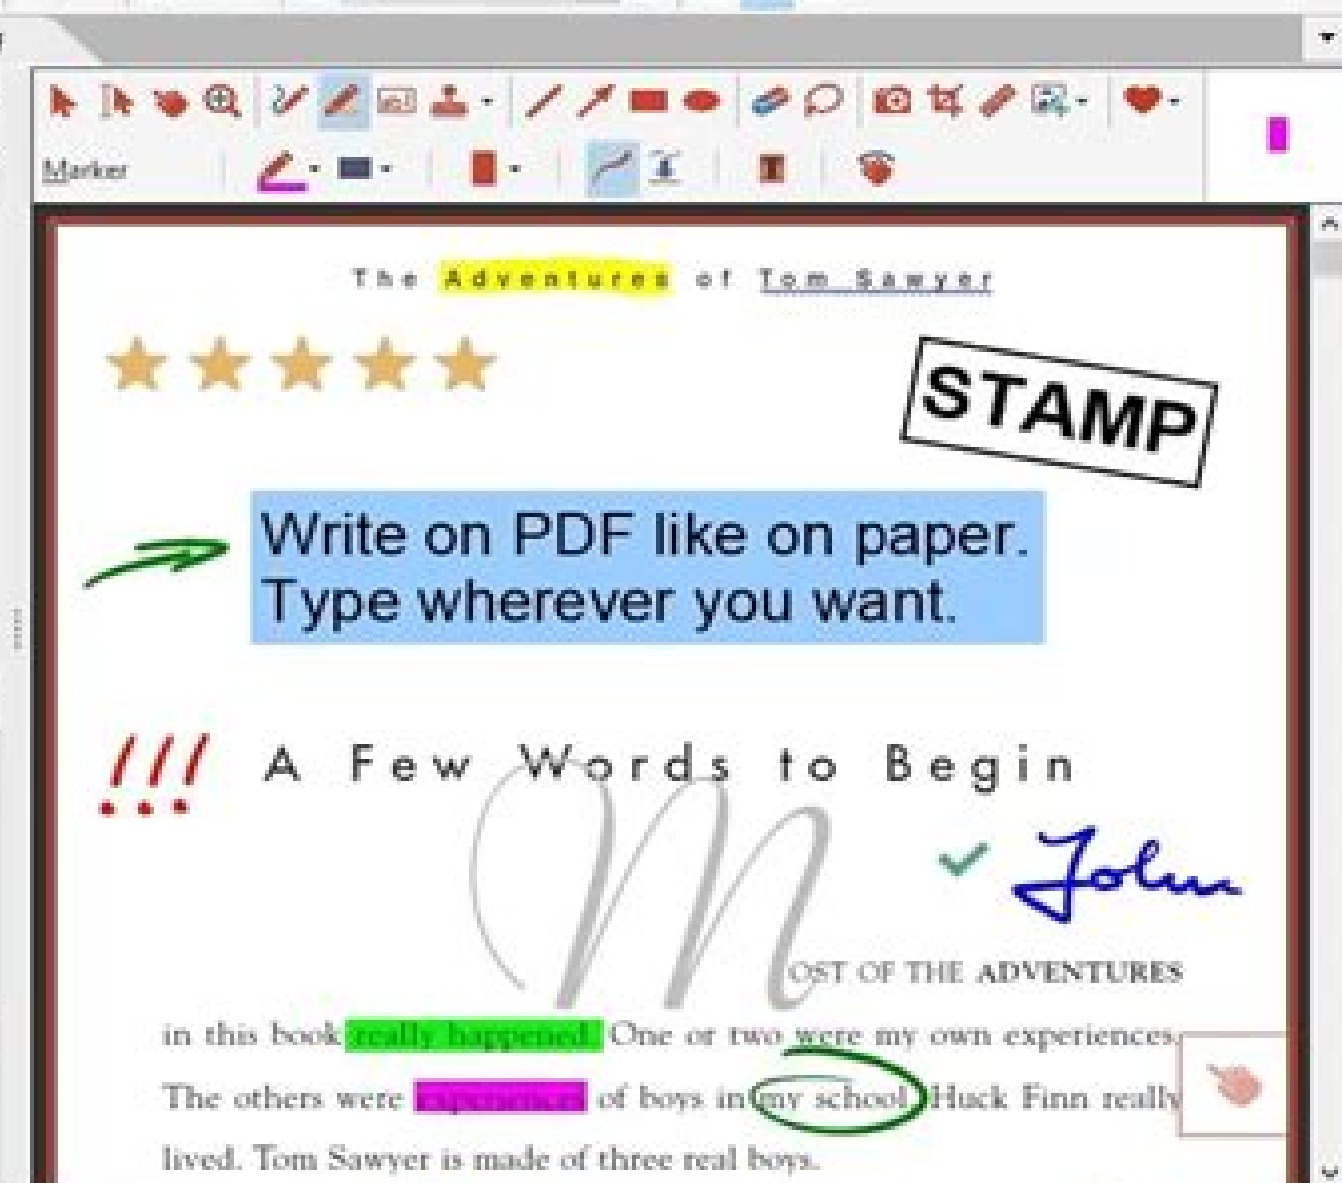 Marker
The Adventures of Tom Sawyer
STAMP
Write on PDF like on paper.
Type wherever you want.
!!! A Few Words to Begin
John
MOST OF THE ADVENTURES
in this book really happened. One or two were my own experiences.
The others were experiences of boys in my school. Huck Finn really
lived. Tom Sawyer is made of three real boys.